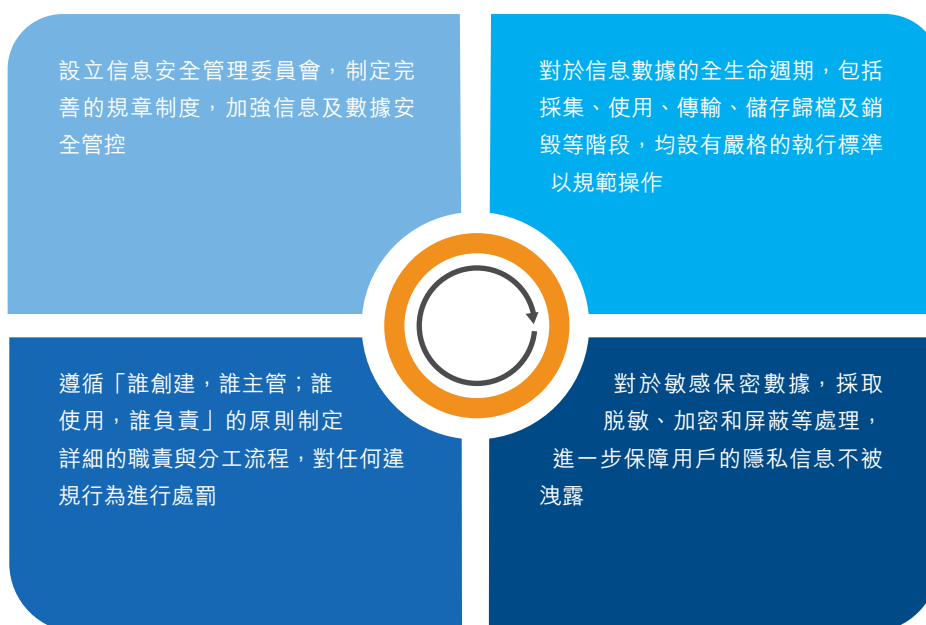 設立信息安全管理委員會，制定完
善的規章制度，加強信息及數據安
全管控
對於信息數據的全生命週期，包括
採集、使用、傳輸、儲存歸檔及銷
毀等階段，均設有嚴格的執行標準
以規範操作
遵循「誰創建，誰主管；誰
使用，誰負責」的原則制定
詳細的職責與分工流程，對任何違
規行為進行處罰
對於敏感保密數據，採取
脱敏、加密和屏蔽等處理，
進一步保障用戶的隱私信息不被
洩露